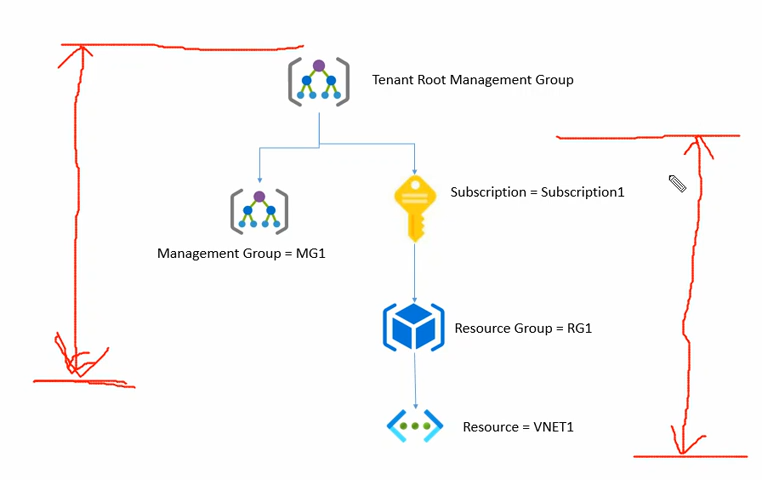 Tenant Root Management Group
Subscription = Subscription1
Management Group = MG1
Resource Group = RG1
Resource = VNET1